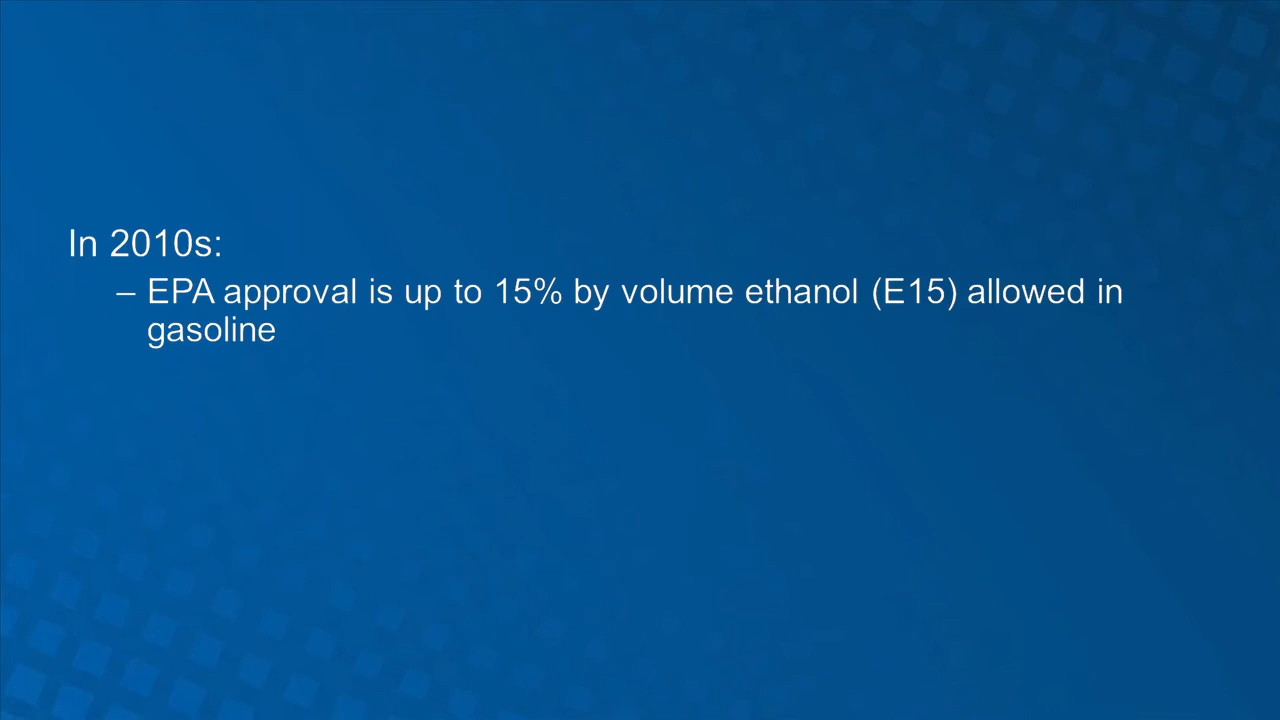 In 2010s:
– EPA approval is up to 15% by volume ethanol (E15) allowed in
gasoline